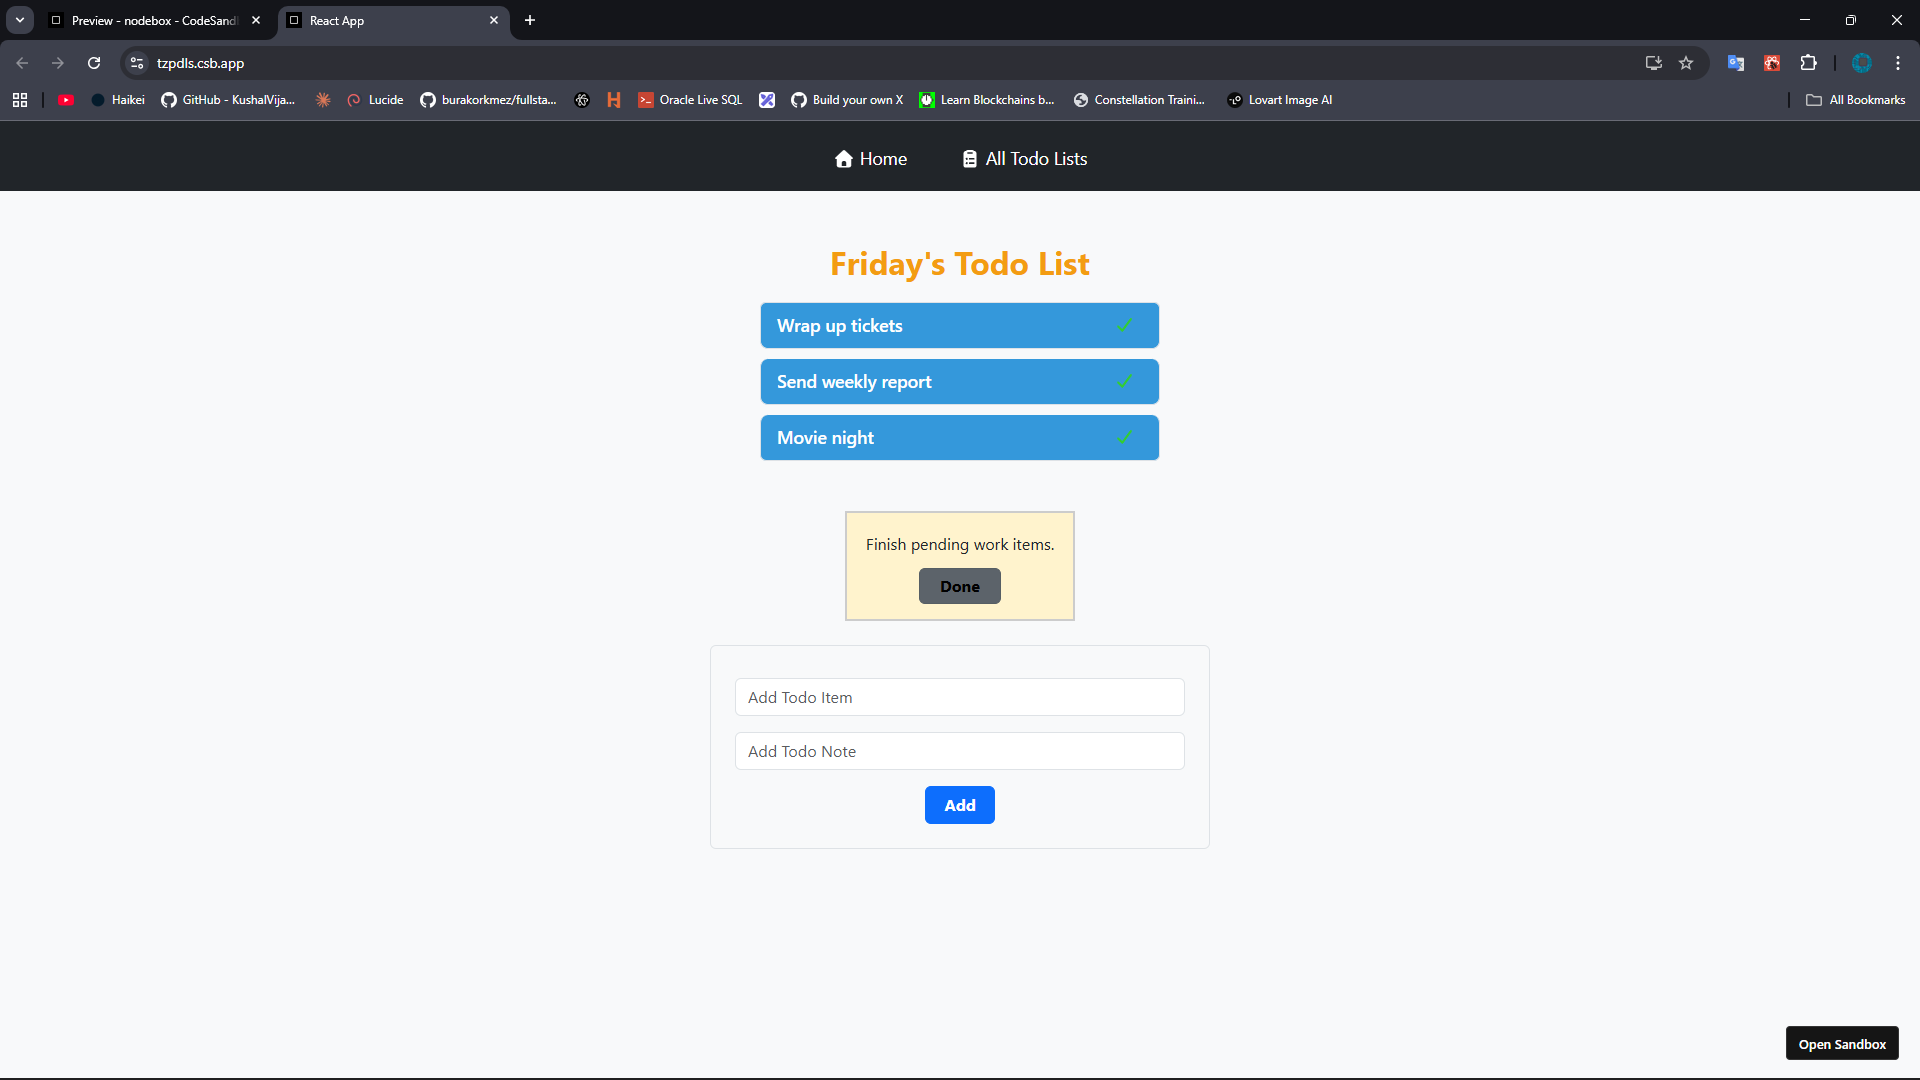 Preview - nodebox - CodeSand
React App
tzpdls.csb.app
Haikei
GitHub - KushalVija...
Lucide
burakorkmez/fullsta...
Oracle Live SQL
Build your own X
Learn Blockchains b...
Constellation Traini...
Lovart Image AI
All Bookmarks
Home
All Todo Lists
Friday's Todo List
Wrap up tickets
Send weekly report
Movie night
Finish pending work items.
Done
Add Todo Item
Add Todo Note
Add
Open Sandbox